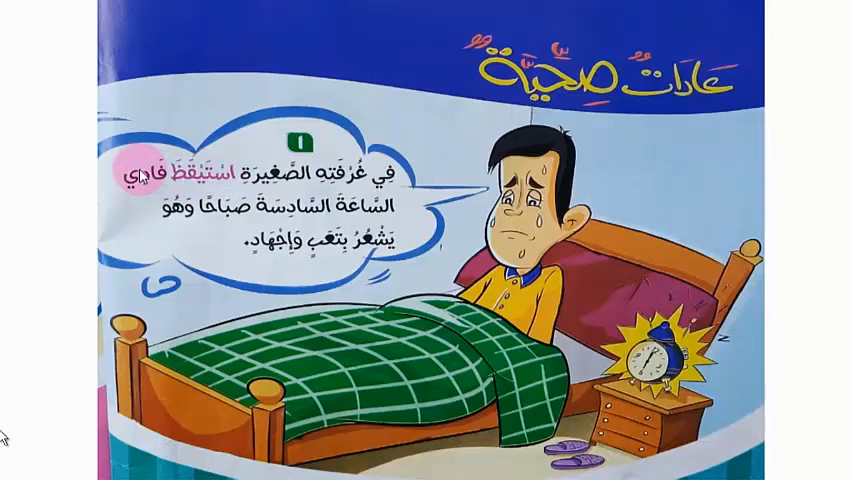 عَادَاتٌ صِحِّيَّةٌ
١
فِي غُرْفَتِهِ الصَّغِيرَةِ اسْتَيْقَظَ فَادِي
السَّاعَةَ السَّادِسَةَ صَبَاحًا وَهُوَ
يَشْعُرُ بِتَعَبٍ وَإِجْهَادٍ.